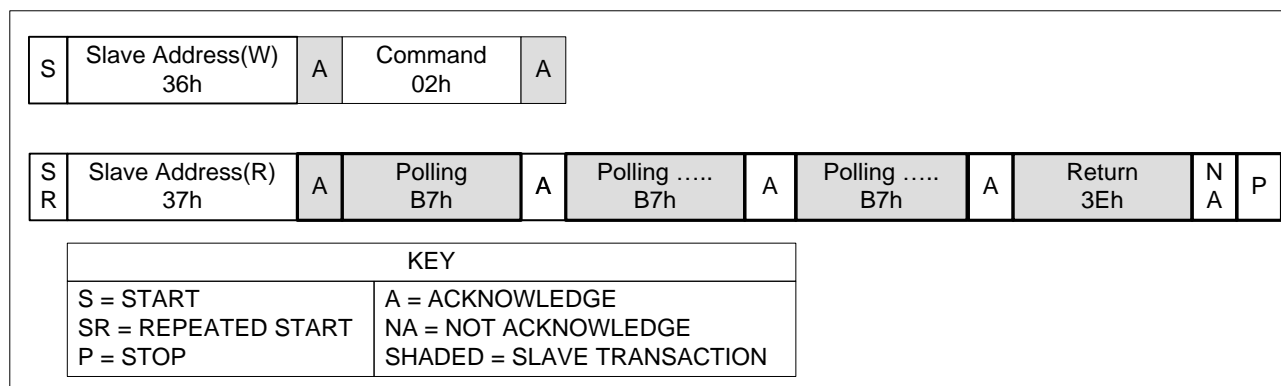 S Slave Address(W) A Command A
36h 02h
S Slave Address(R) A Polling A Polling ….. A Polling ….. A Return N P
R 37h B7h B7h B7h 3Eh A
KEY
S = START A = ACKNOWLEDGE
SR = REPEATED START NA = NOT ACKNOWLEDGE
P = STOP SHADED = SLAVE TRANSACTION